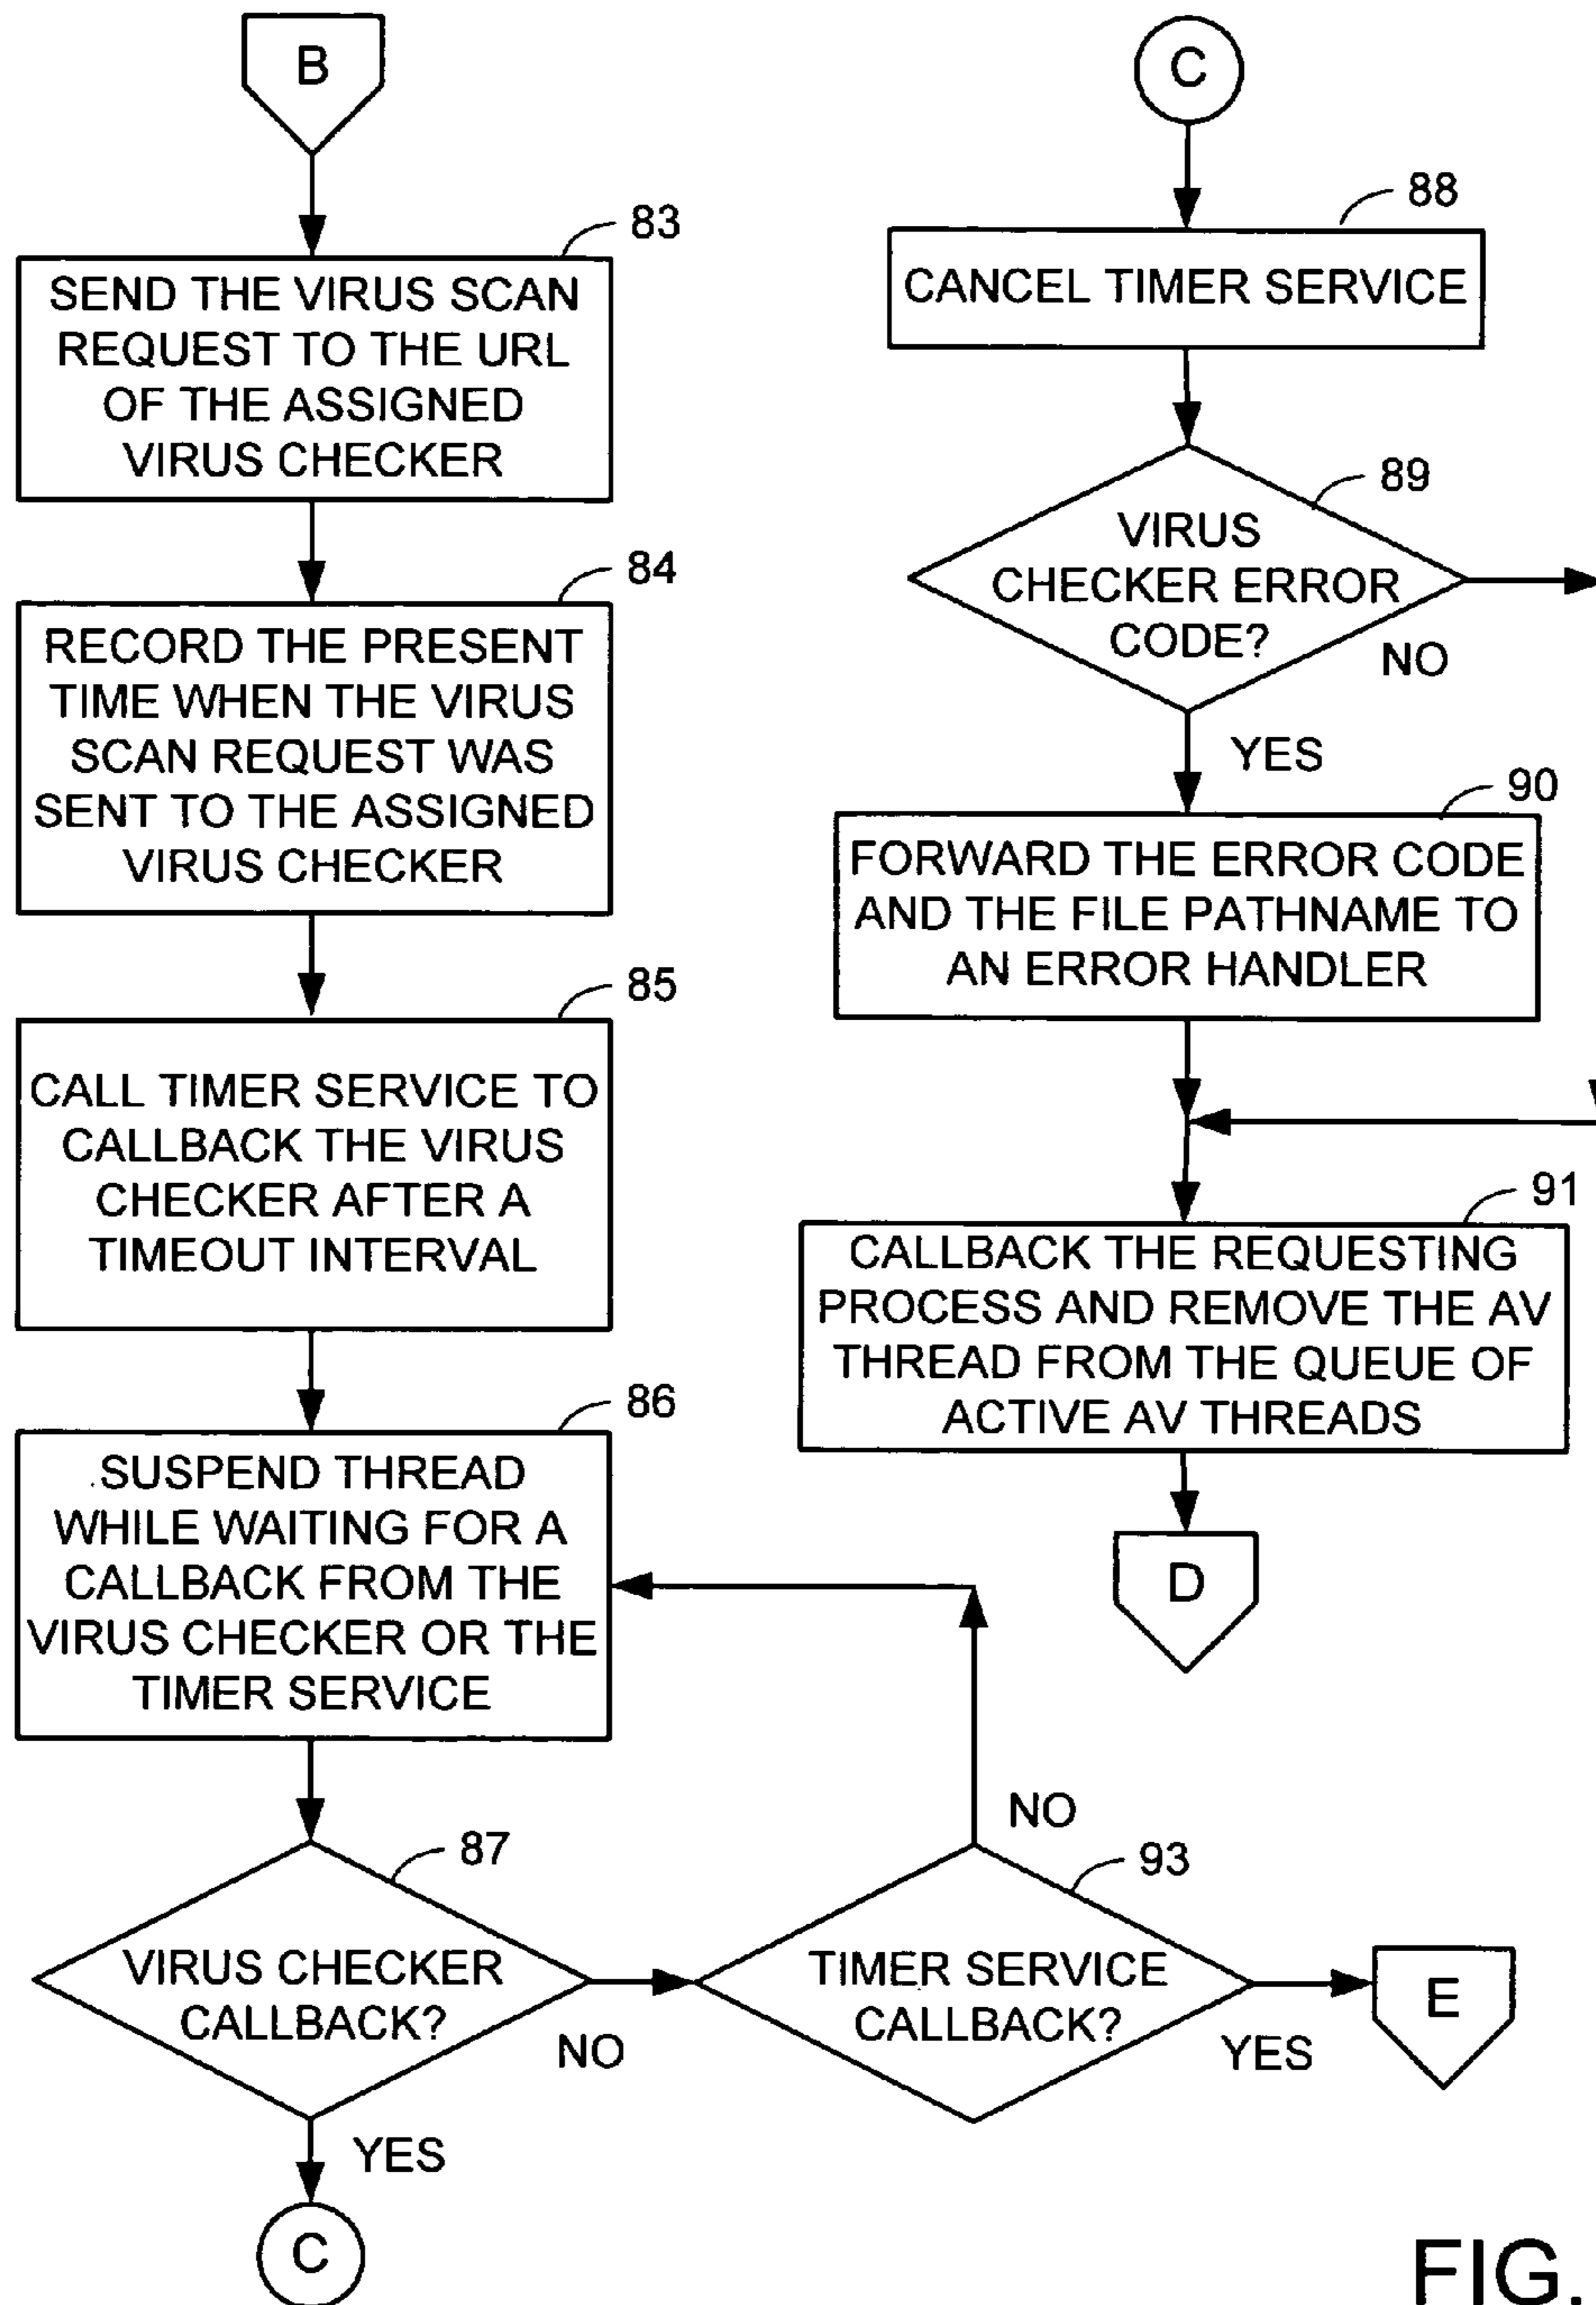 B
83
SEND THE VIRUS SCAN
REQUEST TO THE URL
OF THE ASSIGNED
VIRUS CHECKER
84
RECORD THE PRESENT
TIME WHEN THE VIRUS
SCAN REQUEST WAS
SENT TO THE ASSIGNED
VIRUS CHECKER
85
CALL TIMER SERVICE TO
CALLBACK THE VIRUS
CHECKER AFTER A
TIMEOUT INTERVAL
86
SUSPEND THREAD
WHILE WAITING FOR A
CALLBACK FROM THE
VIRUS CHECKER OR THE
TIMER SERVICE
87
VIRUS CHECKER
CALLBACK?
NO
YES
C
NO
93
TIMER SERVICE
CALLBACK?
YES
E
C
88
CANCEL TIMER SERVICE
89
VIRUS
CHECKER ERROR
CODE?
NO
YES
90
FORWARD THE ERROR CODE
AND THE FILE PATHNAME TO
AN ERROR HANDLER
91
CALLBACK THE REQUESTING
PROCESS AND REMOVE THE AV
THREAD FROM THE QUEUE OF
ACTIVE AV THREADS
D
FIG.